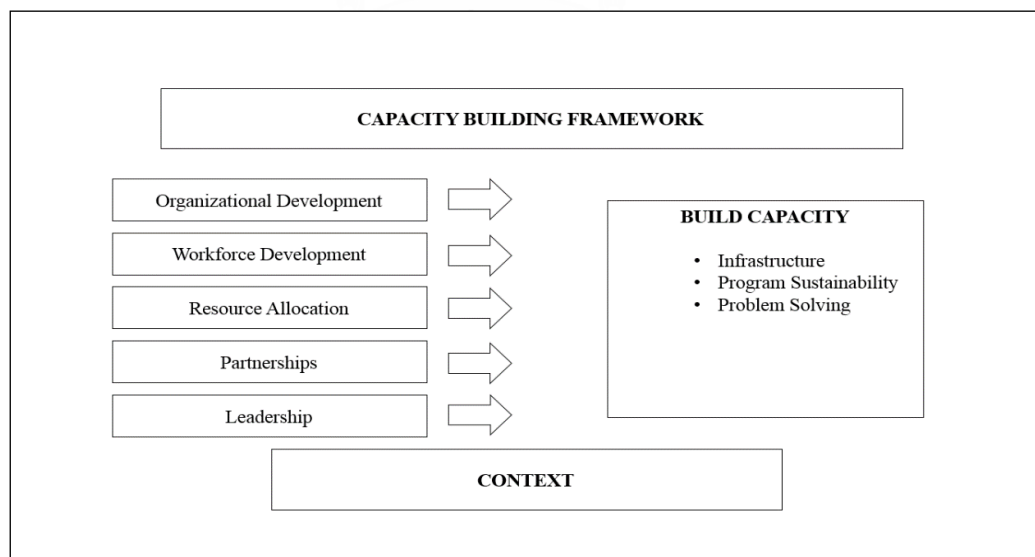 CAPACITY BUILDING FRAMEWORK
Organizational Development
Workforce Development
Resource Allocation
Partnerships
Leadership
BUILD CAPACITY
• Infrastructure
• Program Sustainability
• Problem Solving
CONTEXT